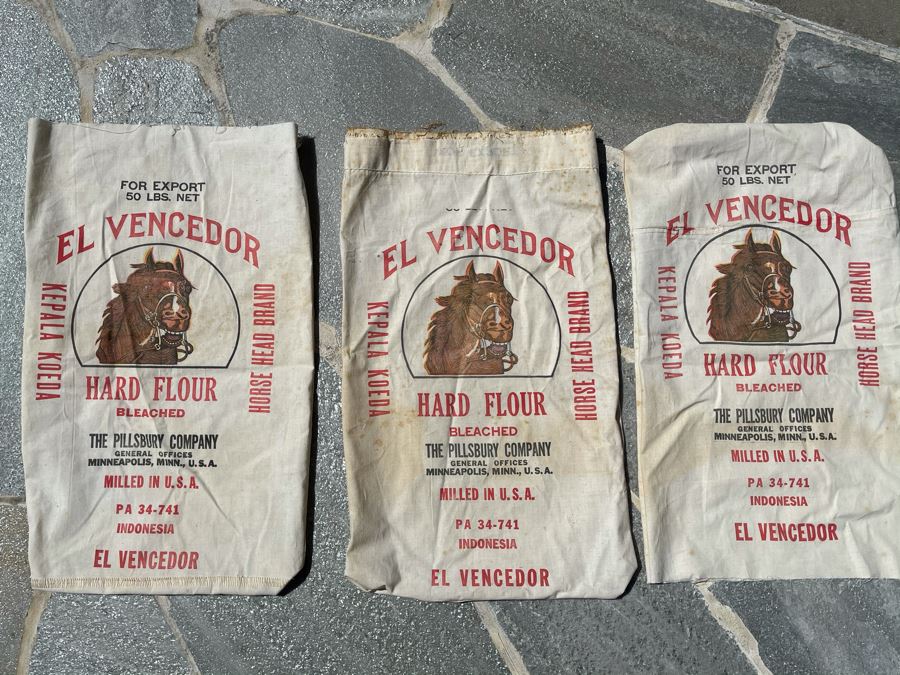 FOR EXPORT
50 LBS. NET
EL VENCEDOR
KEPALA KOEDA
HORSE HEAD BRAND
HARD FLOUR
BLEACHED
THE PILLSBURY COMPANY
GENERAL OFFICES
MINNEAPOLIS, MINN., U.S.A.
MILLED IN U.S.A.
PA 34-741
INDONESIA
EL VENCEDOR
EL VENCEDOR
KEPALA KOEDA
HORSE HEAD BRAND
HARD FLOUR
BLEACHED
THE PILLSBURY COMPANY
GENERAL OFFICES
MINNEAPOLIS, MINN., U.S.A.
MILLED IN U.S.A.
PA 34-741
INDONESIA
EL VENCEDOR
FOR EXPORT
50 LBS. NET
EL VENCEDOR
KEPALA KOEDA
HORSE HEAD BRAND
HARD FLOUR
BLEACHED
THE PILLSBURY COMPANY
GENERAL OFFICES
MINNEAPOLIS, MINN., U.S.A.
MILLED IN U.S.A.
PA 34-741
INDONESIA
EL VENCEDOR